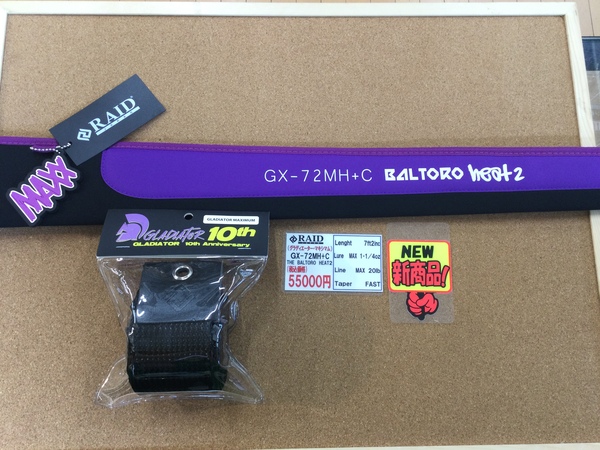 RAID
MAXX
GX-72MH+C BALTORO heat2
GLADIATOR 10th
GLADIATOR 10th Anniversary
GLADIATOR MAXIMUM
RAID
(グラディエーター・マキシマム)
GX-72MH+C
THE BALTORO HEAT2
(税込価格)
55000円
Lenght 7ft2inc
Lure MAX 1-1/4oz
Line MAX 20lb
Taper FAST
NEW
新商品!